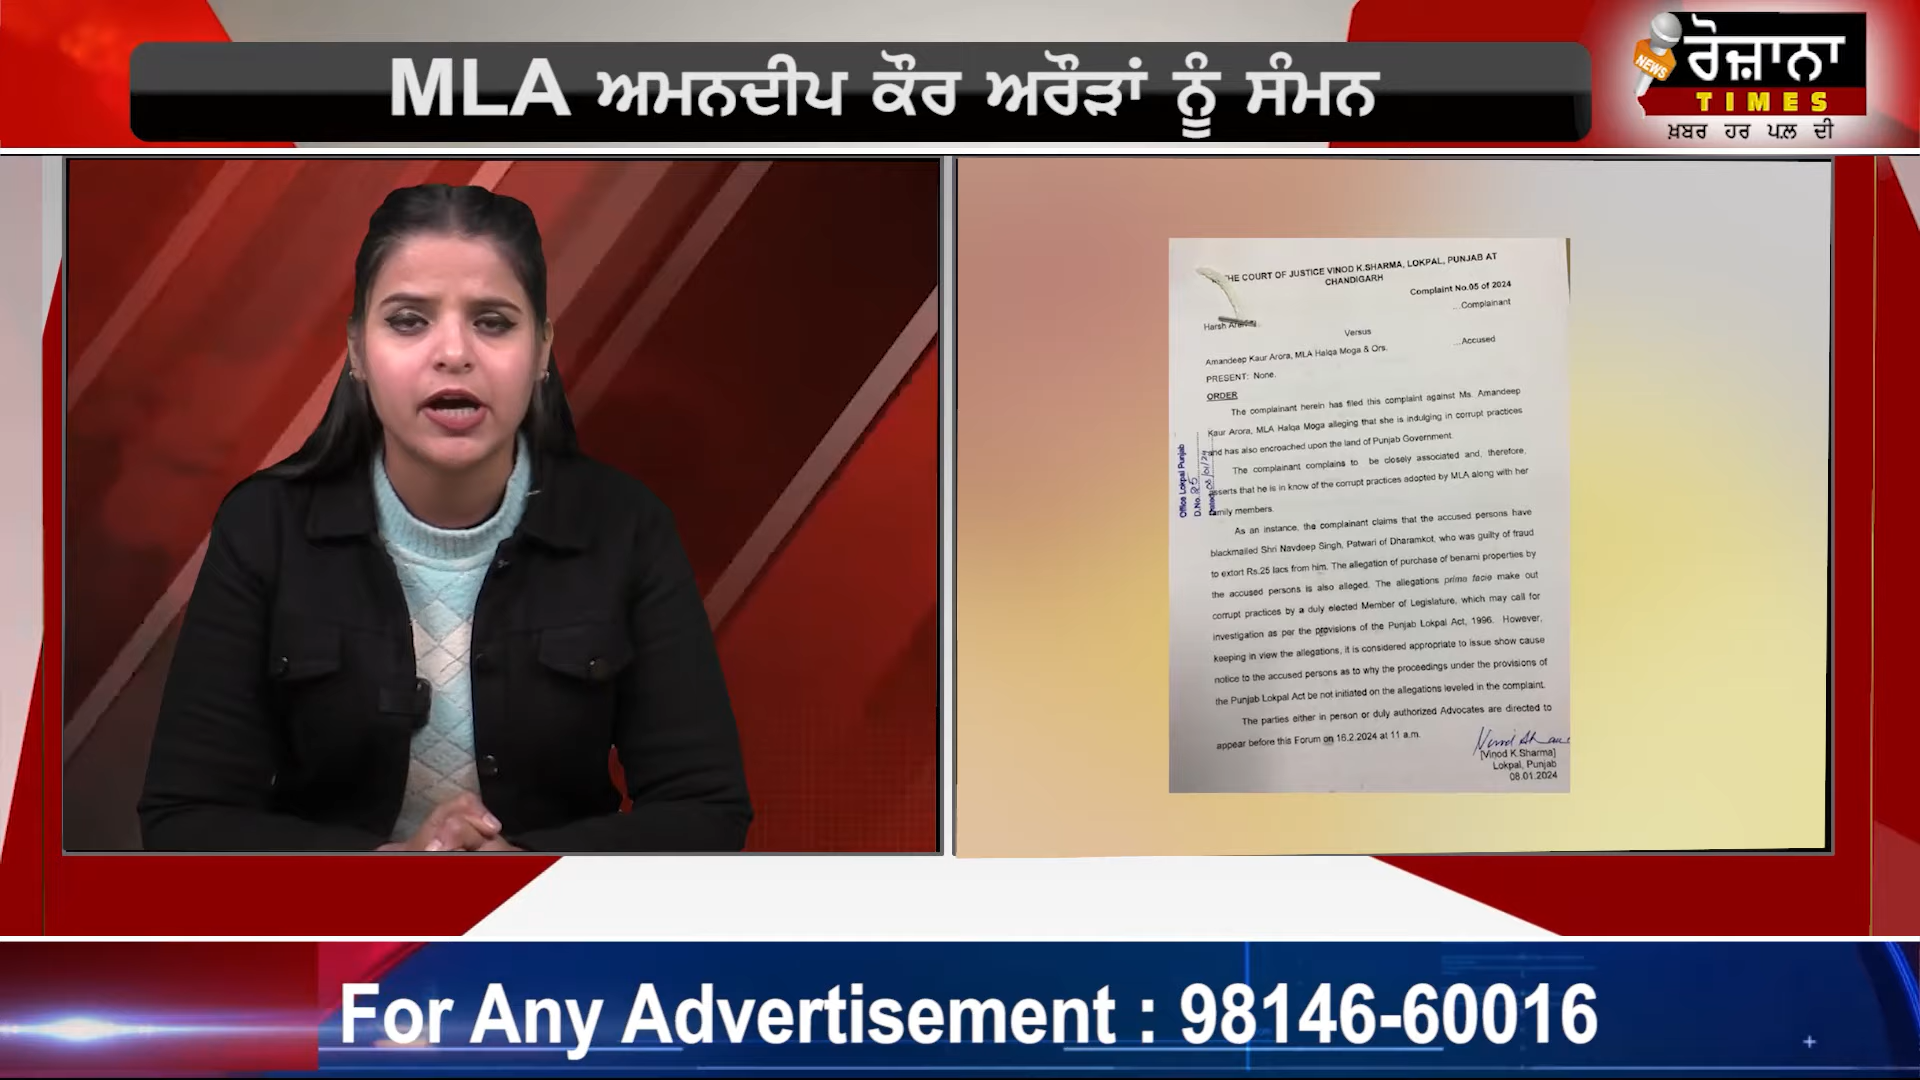 MLA ਅਮਨਦੀਪ ਕੌਰ ਅਰੌੜਾਂ ਨੂੰ ਸੰਮਨ
NEWS
ਰੋਜ਼ਾਨਾ
TIMES
ਖ਼ਬਰ ਹਰ ਪਲ ਦੀ
THE COURT OF JUSTICE VINOD K.SHARMA, LOKPAL, PUNJAB AT
CHANDIGARH
Complaint No.05 of 2024
...Complainant
Harsh
Versus
...Accused
Amandeep Kaur Arora, MLA Halqa Moga & Ors.
PRESENT: None.
ORDER
The complainant herein has filed this complaint against Ms. Amandeep
Kaur Arora, MLA Halqa Moga alleging that she is indulging in corrupt practices
and has also encroached upon the land of Punjab Government.
The complainant complains to be closely associated and, therefore,
asserts that he is in know of the corrupt practices adopted by MLA along with her
family members.
Office Lokpal Punjab
D.No. 25
Dated 08/01/24
As an instance, the complainant claims that the accused persons have
blackmailed Shri Navdeep Singh, Patwari of Dharamkot, who was guilty of fraud
to extort Rs.25 lacs from him. The allegation of purchase of benami properties by
the accused persons is also alleged. The allegations prima facie make out
corrupt practices by a duly elected Member of Legislature, which may call for
investigation as per the provisions of the Punjab Lokpal Act, 1996. However,
keeping in view the allegations, it is considered appropriate to issue show cause
notice to the accused persons as to why the proceedings under the provisions of
the Punjab Lokpal Act be not initiated on the allegations leveled in the complaint.
The parties either in person or duly authorized Advocates are directed to
appear before this Forum on 16.2.2024 at 11 a.m.
[Vinod K.Sharma]
Lokpal, Punjab
08.01.2024
For Any Advertisement : 98146-60016